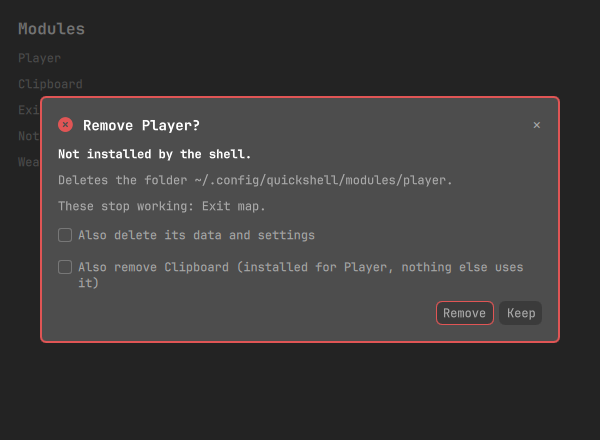 Modules
Player
Clipboard
Exi
Not
Wea
Remove Player?
×
Not installed by the shell.
Deletes the folder ~/.config/quickshell/modules/player.
These stop working: Exit map.
Also delete its data and settings
Also remove Clipboard (installed for Player, nothing else uses
it)
Remove Keep